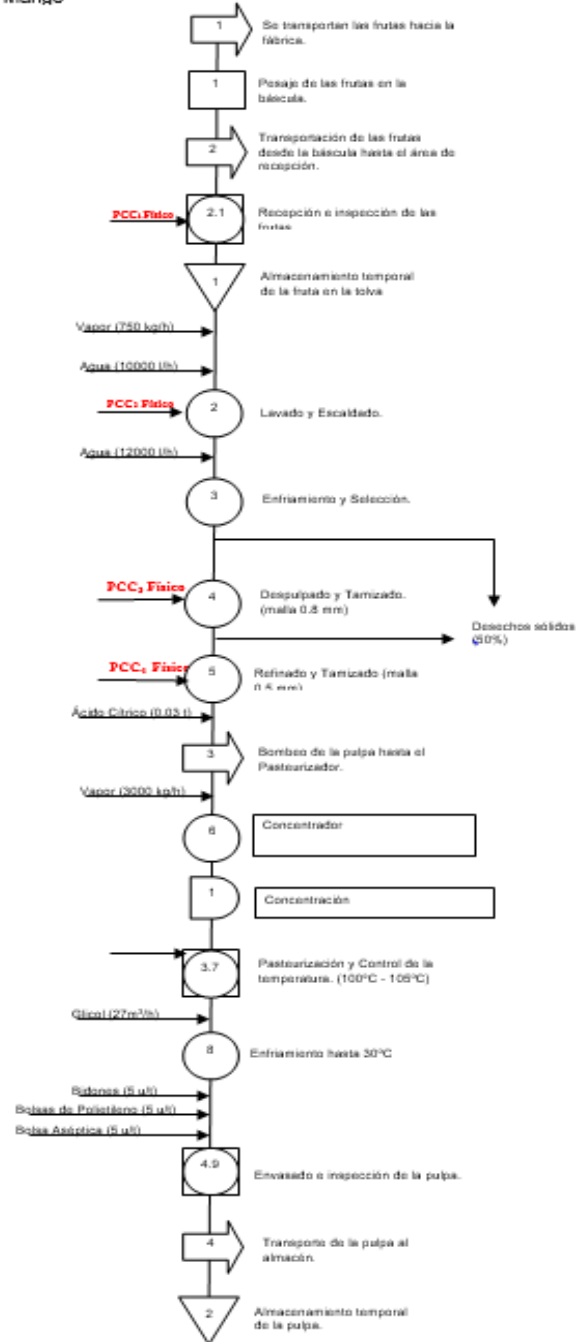 Mango
1
Se transportan las frutas hacia la
fábrica.
1
Pesaje de las frutas en la
báscula.
2
Transportación de las frutas
desde la báscula hasta el área de
recepción.
PCC₁ Físico
2.1
Recepción e inspección de las
frutas
1
Almacenamiento temporal
de la fruta en la tolva
Vapor (750 kg/h)
Agua (10000 l/h)
PCC₂ Físico
2
Lavado y Escaldado.
Agua (12000 l/h)
3
Enfriamiento y Selección.
PCC₃ Físico
4
Despulpado y Tamizado.
(malla 0.8 mm)
Desechos sólidos
(50%)
PCC₄ Físico
5
Refinado y Tamizado (malla
0.5 mm)
Ácido Cítrico (0.03 t)
3
Bombeo de la pulpa hasta el
Pasteurizador.
Vapor (3000 kg/h)
6
Concentrador
1
Concentración
3.7
Pasteurización y Control de la
temperatura. (100ºC - 105ºC)
Glicol (27m³/h)
8
Enfriamiento hasta 30ºC
Bidones (5 u/t)
Bolsas de Polietileno (5 u/t)
Bolsa Aséptica (5 u/t)
4.9
Envasado e inspección de la pulpa.
4
Transporte de la pulpa al
almacén.
2
Almacenamiento temporal
de la pulpa.